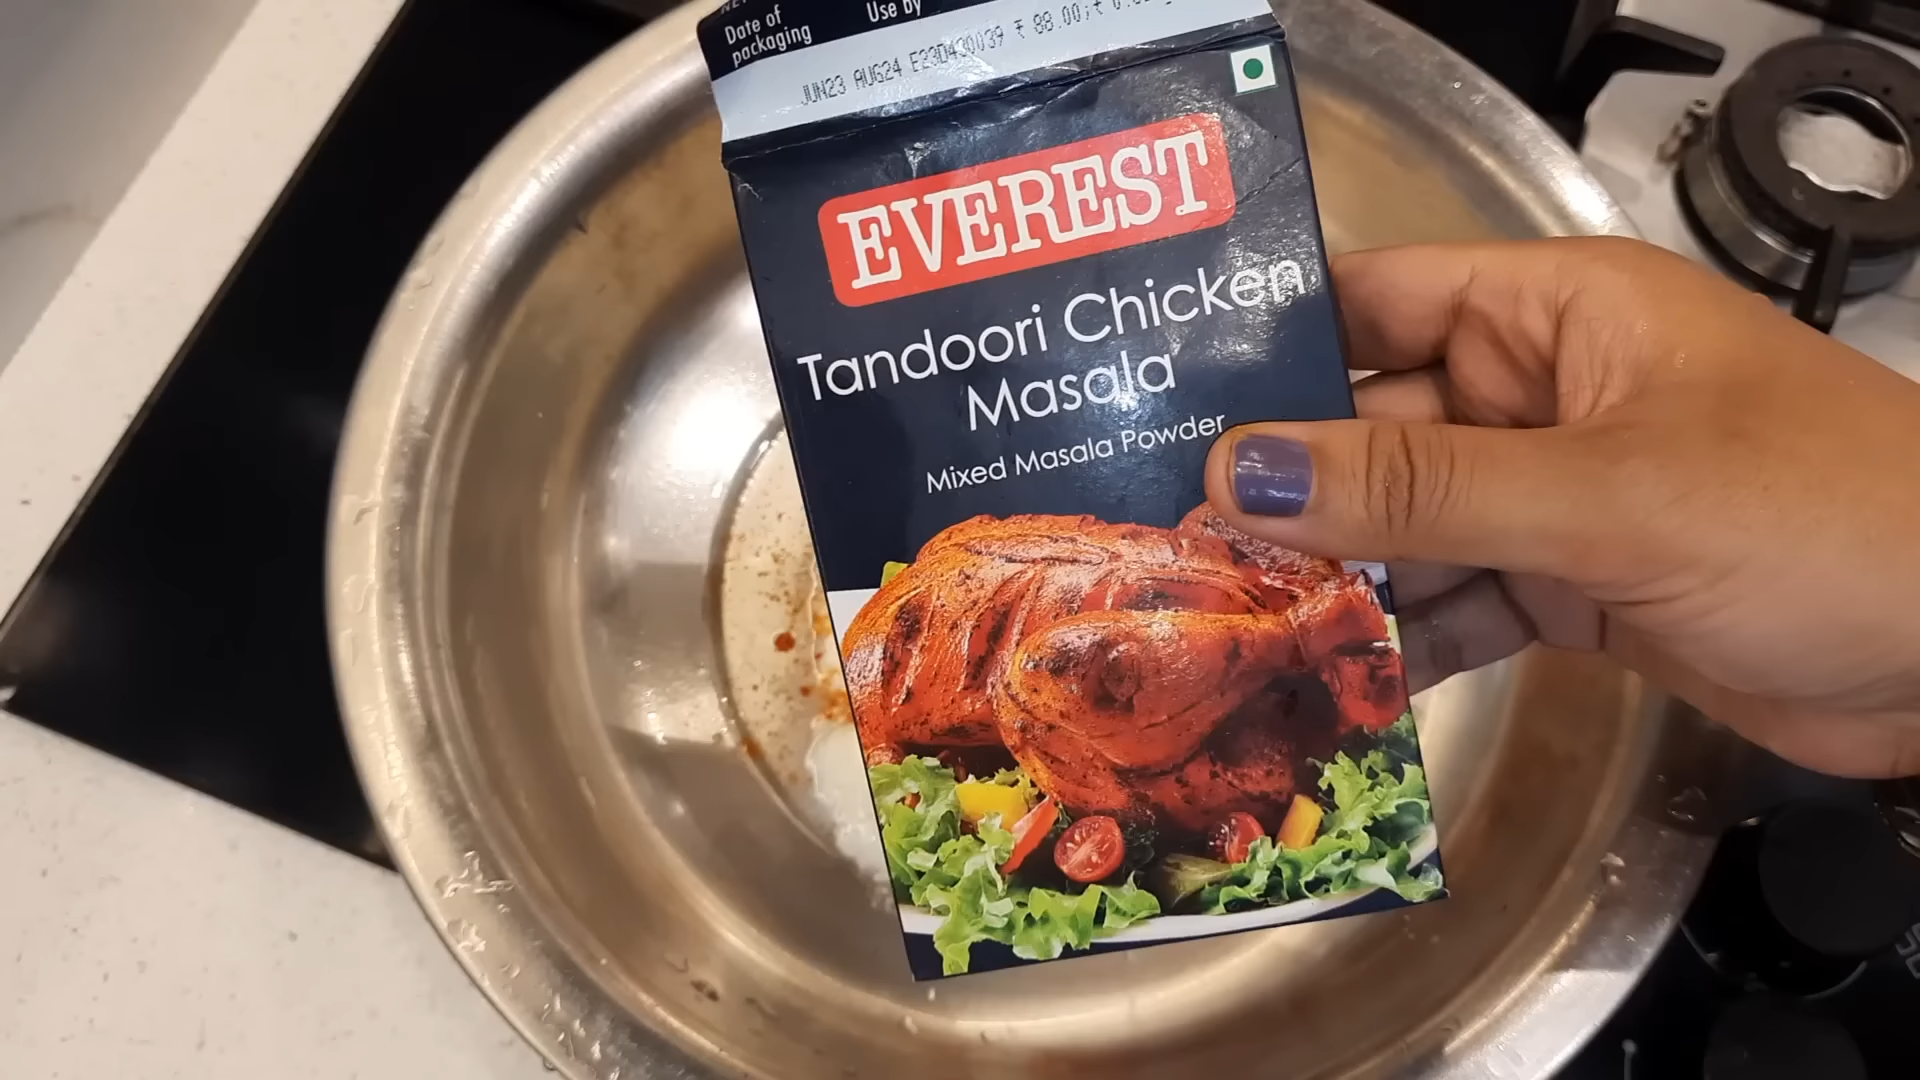 Date of
packaging
Use by
JUN23 AUG24 E23D430039 ₹ 88.00;₹
EVEREST
Tandoori Chicken
Masala
Mixed Masala Powder